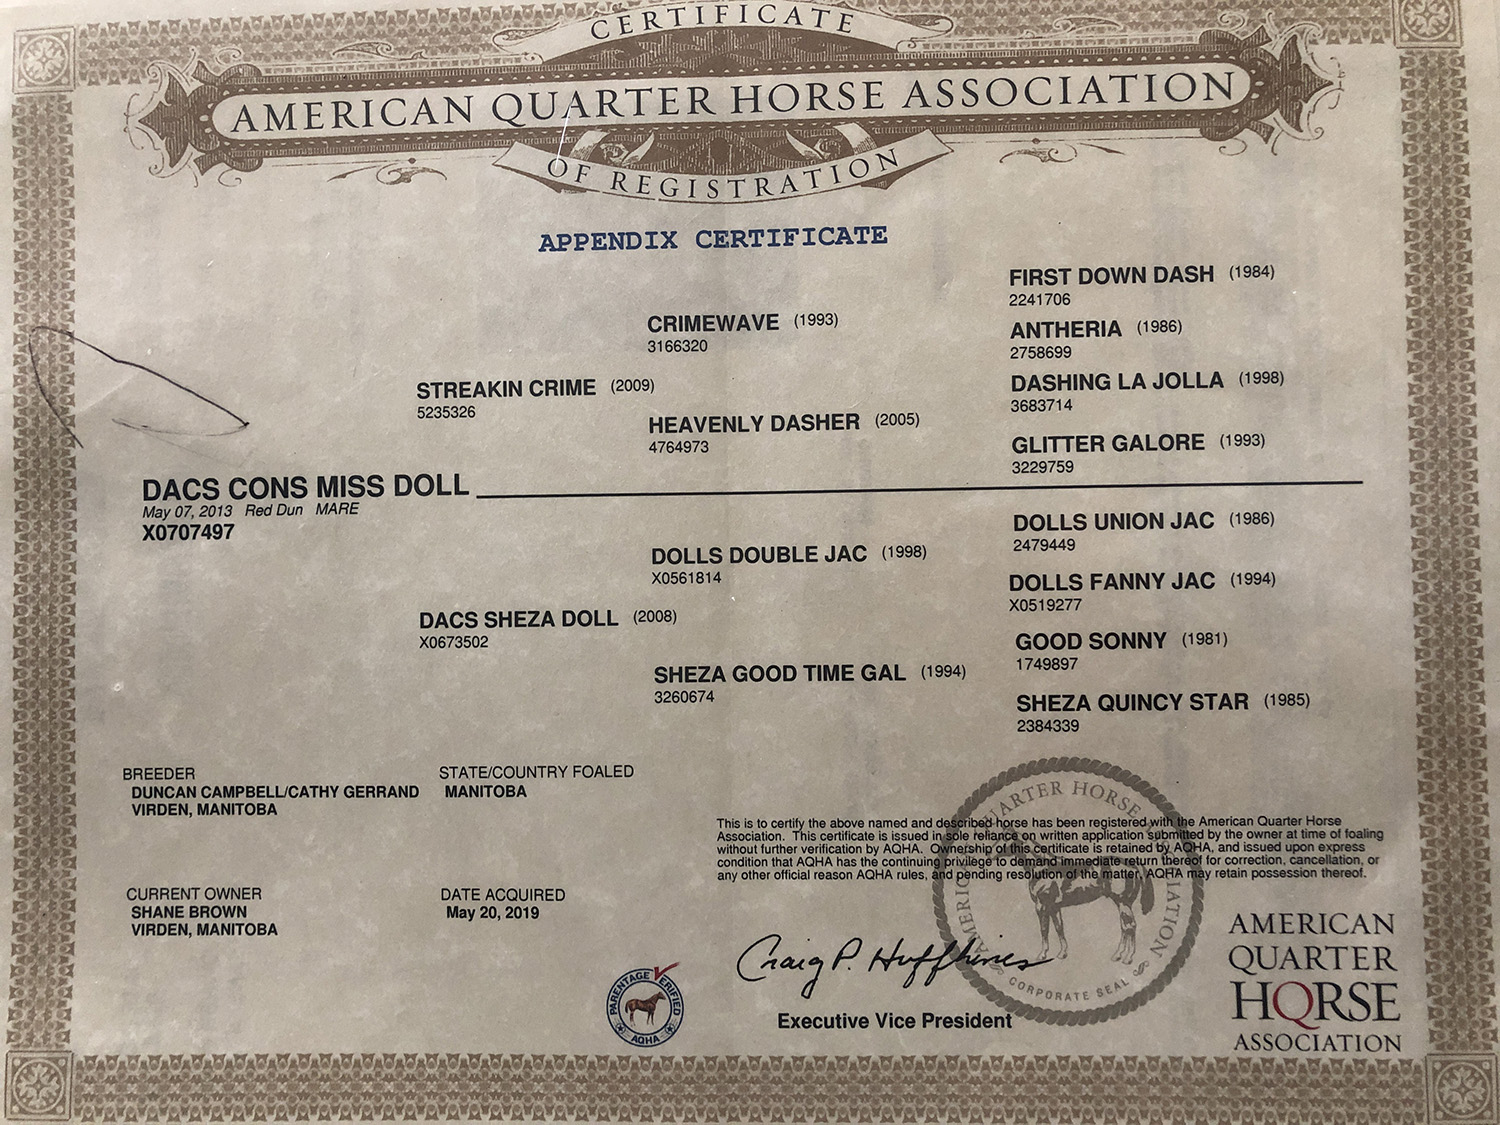 CERTIFICATE
AMERICAN QUARTER HORSE ASSOCIATION
OF REGISTRATION
APPENDIX CERTIFICATE
FIRST DOWN DASH (1984)
2241706
CRIMEWAVE (1993)
3166320
ANTHERIA (1986)
2758699
STREAKIN CRIME (2009)
5235326
DASHING LA JOLLA (1998)
3683714
HEAVENLY DASHER (2005)
4764973
GLITTER GALORE (1993)
3229759
DACS CONS MISS DOLL
May 07, 2013 Red Dun MARE
X0707497
DOLLS UNION JAC (1986)
2479449
DOLLS DOUBLE JAC (1998)
X0561814
DOLLS FANNY JAC (1994)
X0519277
DACS SHEZA DOLL (2008)
X0673502
GOOD SONNY (1981)
1749897
SHEZA GOOD TIME GAL (1994)
3260674
SHEZA QUINCY STAR (1985)
2384339
BREEDER
DUNCAN CAMPBELL/CATHY GERRAND
VIRDEN, MANITOBA
STATE/COUNTRY FOALED
MANITOBA
This is to certify the above named and described horse has been registered with the American Quarter Horse
Association. This certificate is issued in sole reliance on written application submitted by the owner at time of foaling
without further verification by AQHA. Ownership of this certificate is retained by AQHA, and issued upon express
condition that AQHA has the continuing privilege to demand immediate return thereof for correction, cancellation, or
any other official reason AQHA rules, and pending resolution of the matter, AQHA may retain possession thereof.
CURRENT OWNER
SHANE BROWN
VIRDEN, MANITOBA
DATE ACQUIRED
May 20, 2019
PARENTAGE VERIFIED
AQHA
Craig P. Huffhines
Executive Vice President
AMERICAN QUARTER HORSE ASSOCIATION
CORPORATE SEAL
AMERICAN
QUARTER
HORSE
ASSOCIATION